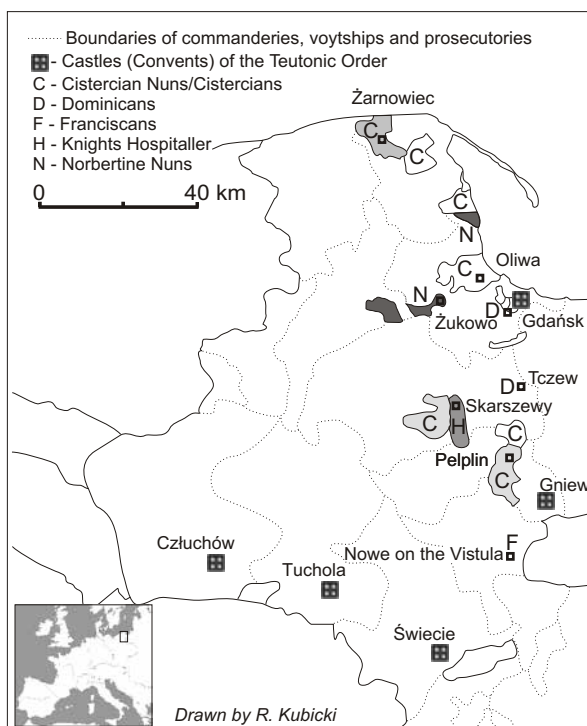 - Boundaries of commanderies, voytships and prosecutories
- Castles (Convents) of the Teutonic Order
C - Cistercian Nuns/Cistercians
D - Dominicans
F - Franciscans
H - Knights Hospitaller
N - Norbertine Nuns
0 40 km
Żarnowiec
C
C
C
N
Oliwa
C
N
Żukowo
D
Gdańsk
Tczew
D
Skarszewy
C
H
C
Pelplin
C
Gniew
F
Nowe on the Vistula
Człuchów
Tuchola
Świecie
Drawn by R. Kubicki